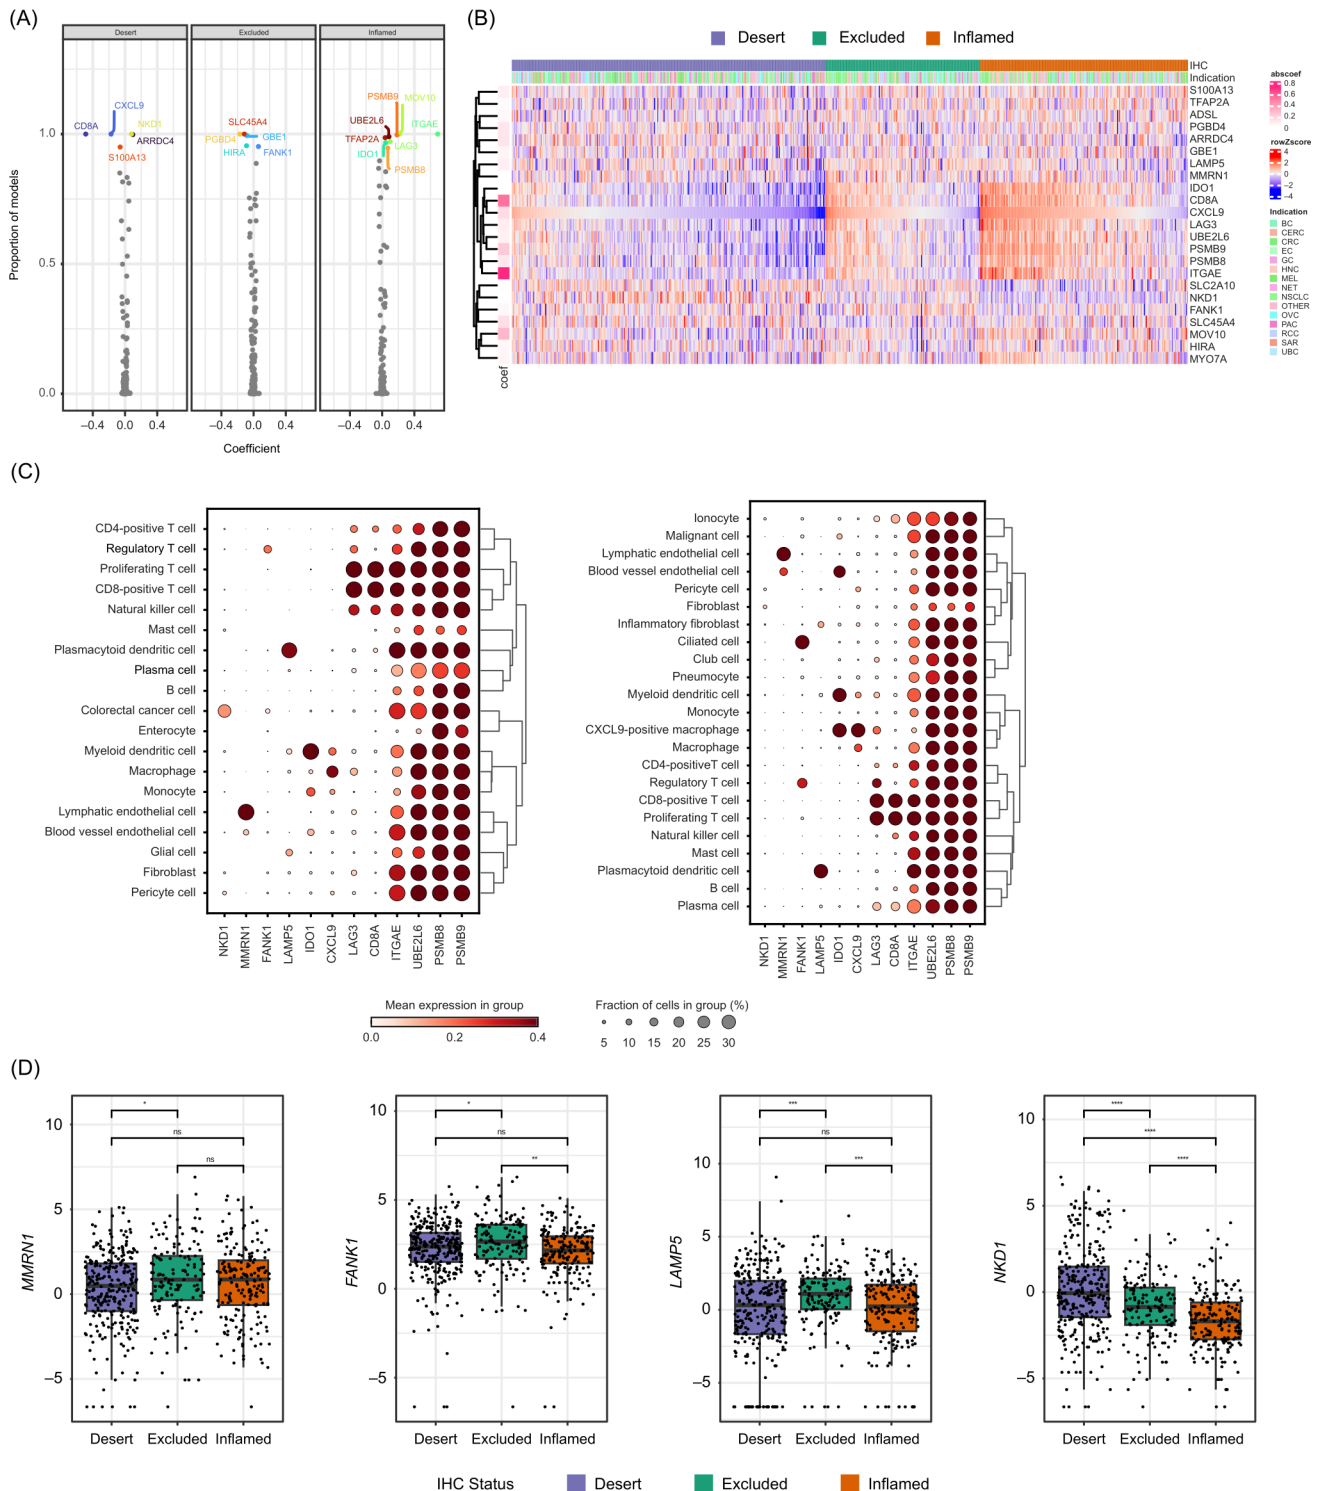 (A)
Desert
Excluded
Inflamed
Proportion of models
1.0
0.5
0.0
CXCL9
CD8A
NKD1
ARRDC4
S100A13
SLC45A4
PGBD4
GBE1
HIRA
FANK1
PSMB9
MOV10
UBE2L6
ITGAE
TFAP2A
LAG3
IDO1
PSMB8
−0.4 0.0 0.4
−0.4 0.0 0.4
−0.4 0.0 0.4
Coefficient
(B)
Desert Excluded Inflamed
IHC
Indication
S100A13
TFAP2A
ADSL
PGBD4
ARRDC4
GBE1
LAMP5
MMRN1
IDO1
CD8A
CXCL9
LAG3
UBE2L6
PSMB9
PSMB8
ITGAE
SLC2A10
NKD1
FANK1
SLC45A4
MOV10
HIRA
MYO7A
coef
abscoef
0.8
0.6
0.4
0.2
0
rowZscore
4
2
0
−2
−4
Indication
BC
CERC
CRC
EC
GC
HNC
MEL
NET
NSCLC
OTHER
OVC
PAC
RCC
SAR
UBC
(C)
CD4-positive T cell
Regulatory T cell
Proliferating T cell
CD8-positive T cell
Natural killer cell
Mast cell
Plasmacytoid dendritic cell
Plasma cell
B cell
Colorectal cancer cell
Enterocyte
Myeloid dendritic cell
Macrophage
Monocyte
Lymphatic endothelial cell
Blood vessel endothelial cell
Glial cell
Fibroblast
Pericyte cell
NKD1
MMRN1
FANK1
LAMP5
IDO1
CXCL9
LAG3
CD8A
ITGAE
UBE2L6
PSMB8
PSMB9
Ionocyte
Malignant cell
Lymphatic endothelial cell
Blood vessel endothelial cell
Pericyte cell
Fibroblast
Inflammatory fibroblast
Ciliated cell
Club cell
Pneumocyte
Myeloid dendritic cell
Monocyte
CXCL9-positive macrophage
Macrophage
CD4-positiveT cell
Regulatory T cell
CD8-positive T cell
Proliferating T cell
Natural killer cell
Mast cell
Plasmacytoid dendritic cell
B cell
Plasma cell
NKD1
MMRN1
FANK1
LAMP5
IDO1
CXCL9
LAG3
CD8A
ITGAE
UBE2L6
PSMB8
PSMB9
Mean expression in group
0.0 0.2 0.4
Fraction of cells in group (%)
5 10 15 20 25 30
(D)
MMRN1
10
5
0
−5
*
ns
ns
Desert Excluded Inflamed
FANK1
10
5
0
−5
*
ns
**
Desert Excluded Inflamed
LAMP5
10
5
0
−5
***
ns
***
Desert Excluded Inflamed
NKD1
10
5
0
−5
****
****
****
Desert Excluded Inflamed
IHC Status Desert Excluded Inflamed